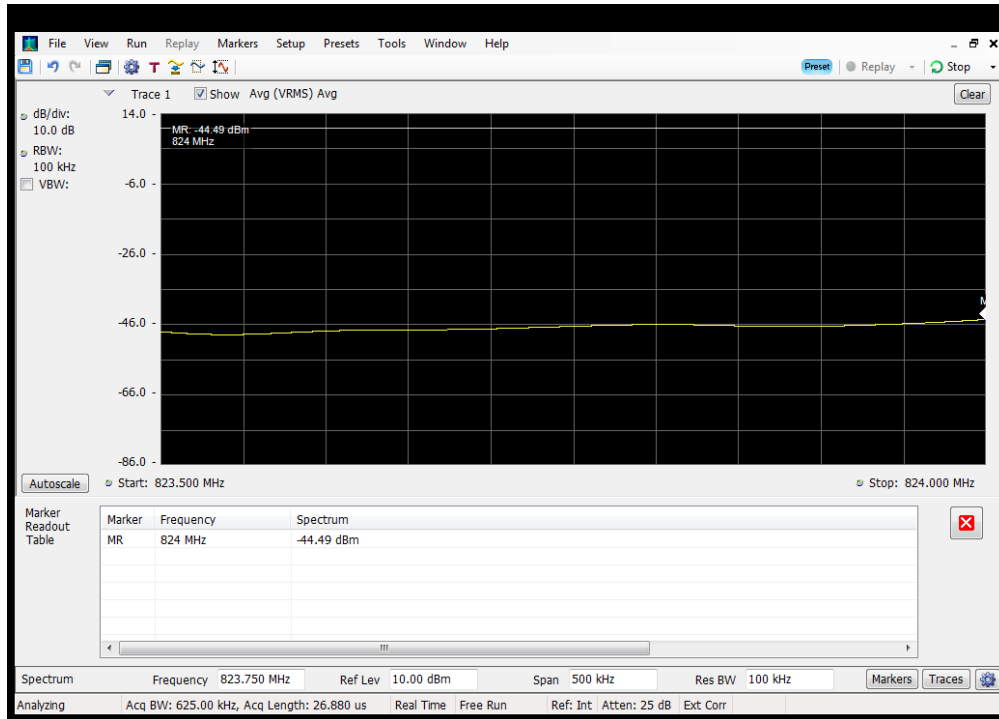 File View Run Replay Markers Setup Presets Tools Window Help
T Preset Replay Stop
Trace 1 Show Avg (VRMS) Avg Clear
dB/div:
10.0 dB
RBW:
100 kHz
VBW:
14.0 -
MR: -44.49 dBm
824 MHz
-6.0 -
-26.0 -
M
-46.0 -
-66.0 -
-86.0 -
Autoscale Start: 823.500 MHz Stop: 824.000 MHz
Marker
Readout
Table
Marker Frequency Spectrum
MR 824 MHz -44.49 dBm
Spectrum Frequency 823.750 MHz Ref Lev 10.00 dBm Span 500 kHz Res BW 100 kHz Markers Traces
Analyzing Acq BW: 625.00 kHz, Acq Length: 26.880 us Real Time Free Run Ref: Int Atten: 25 dB Ext Corr